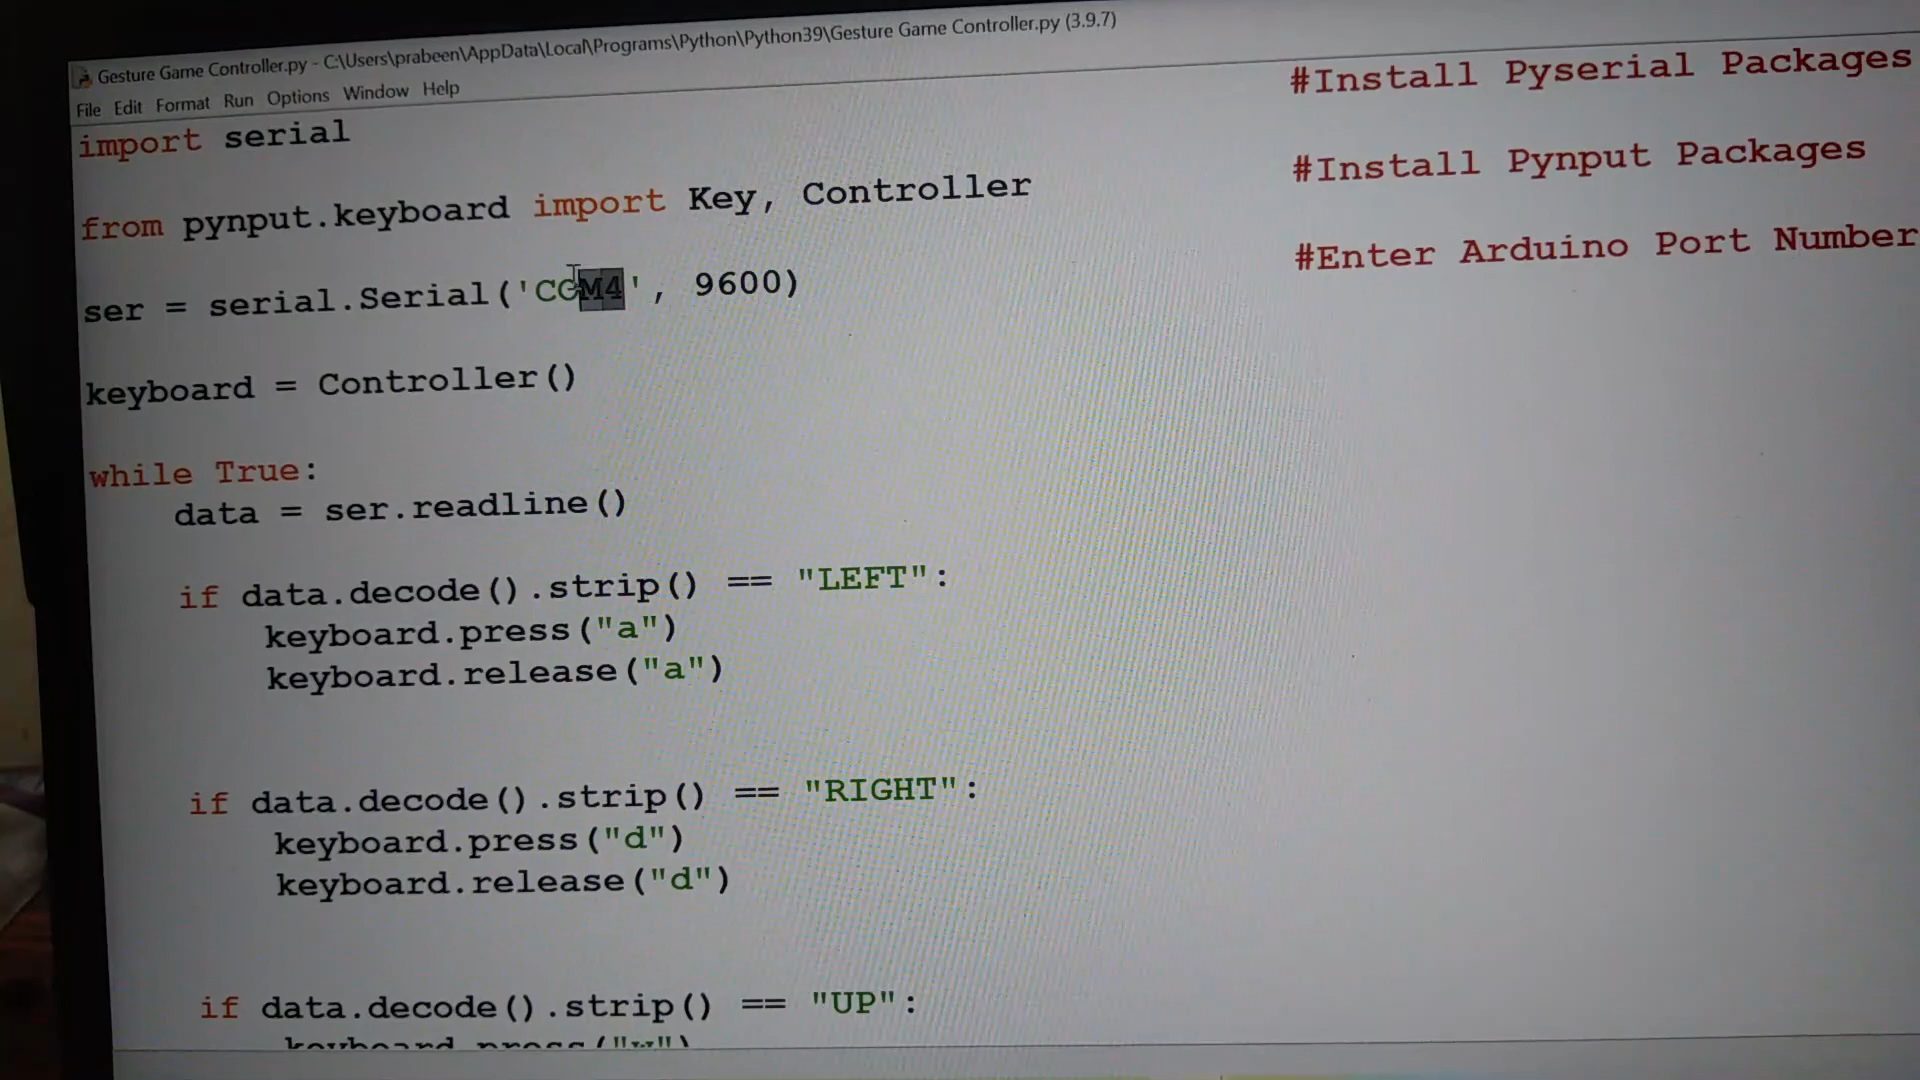 Gesture Game Controller.py - C:\Users\prabeen\AppData\Local\Programs\Python\Python39\Gesture Game Controller.py (3.9.7)
File Edit Format Run Options Window Help
import serial #Install Pyserial Packages
from pynput.keyboard import Key, Controller #Install Pynput Packages
ser = serial.Serial('COM4', 9600) #Enter Arduino Port Number
keyboard = Controller()
while True:
data = ser.readline()
if data.decode().strip() == "LEFT":
keyboard.press("a")
keyboard.release("a")
if data.decode().strip() == "RIGHT":
keyboard.press("d")
keyboard.release("d")
if data.decode().strip() == "UP":